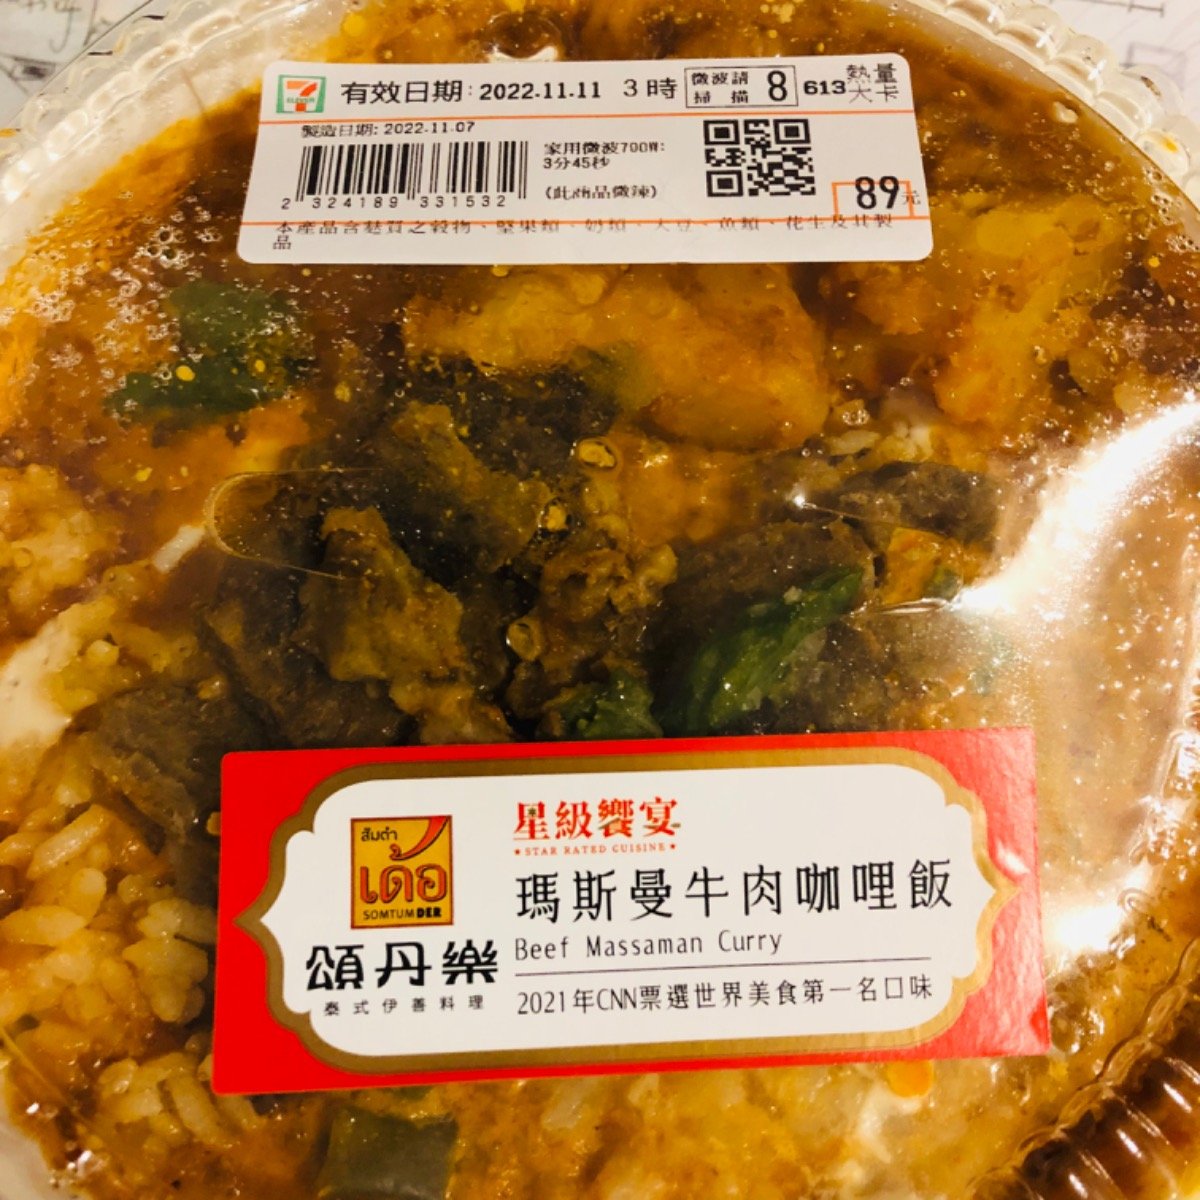 7
ELEVEN
有效日期: 2022.11.11 3時
微波請
掃描 8
613 熱量
大卡
製造日期: 2022.11.07
家用微波700W:
3分45秒
(此商品微辣)
2 324189 331532
89元
本產品含麩質之穀物、堅果類、奶類、大豆、魚類、花生及其製
品
ส้มตำ
เด้อ
SOMTUM DER
頌丹樂
泰式伊善料理
星級饗宴
★STAR RATED CUISINE★
瑪斯曼牛肉咖哩飯
Beef Massaman Curry
2021年CNN票選世界美食第一名口味